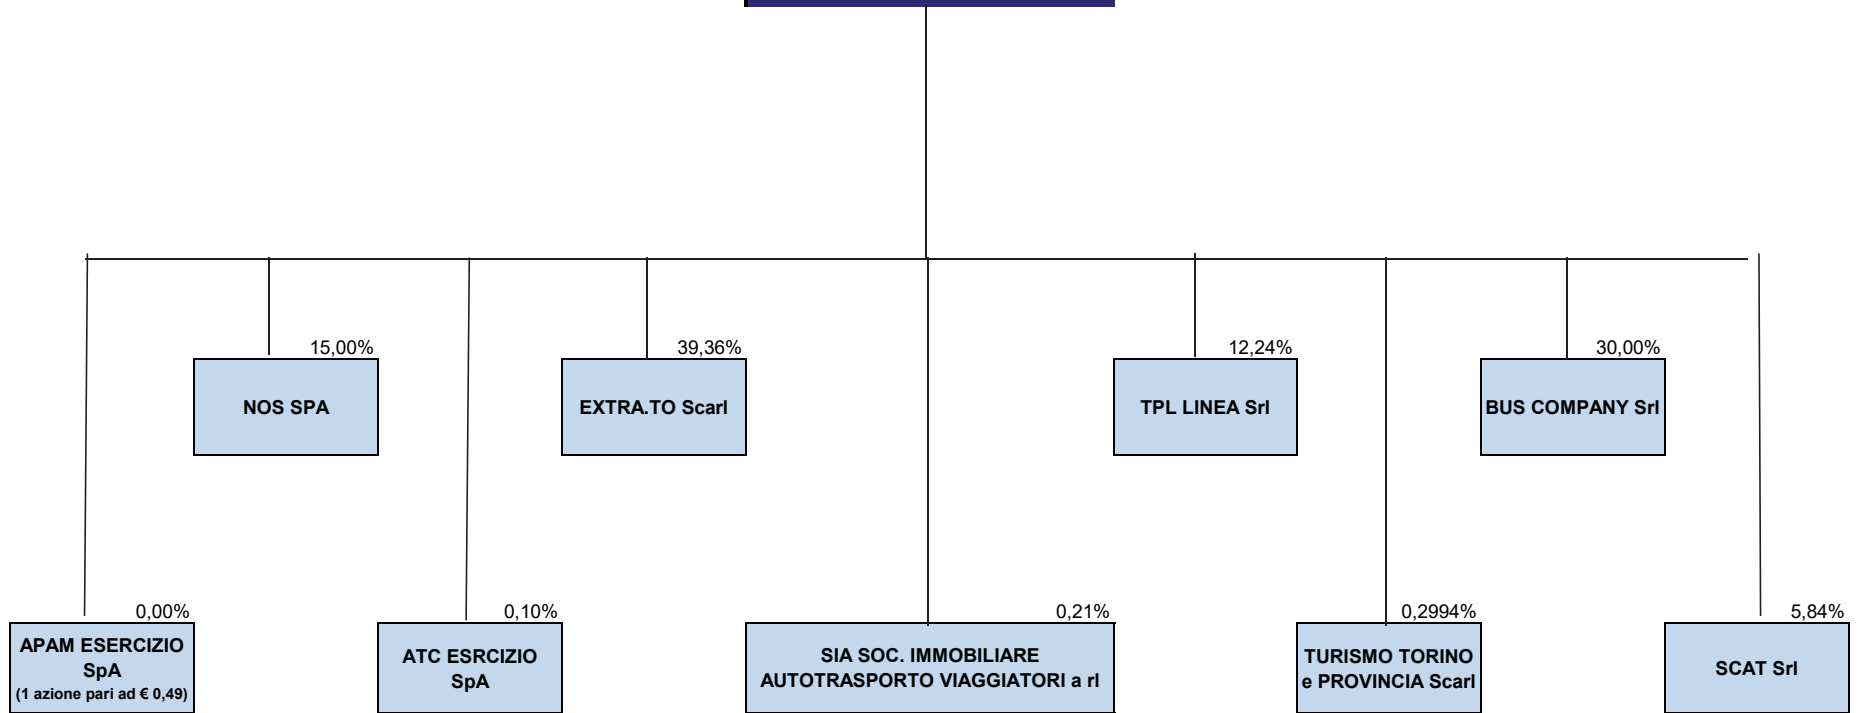 15,00%
NOS SPA
39,36%
EXTRA.TO Scarl
12,24%
TPL LINEA Srl
30,00%
BUS COMPANY Srl
0,00%
APAM ESERCIZIO
SpA
(1 azione pari ad € 0,49)
0,10%
ATC ESRCIZIO
SpA
0,21%
SIA SOC. IMMOBILIARE
AUTOTRASPORTO VIAGGIATORI a rl
0,2994%
TURISMO TORINO
e PROVINCIA Scarl
5,84%
SCAT Srl